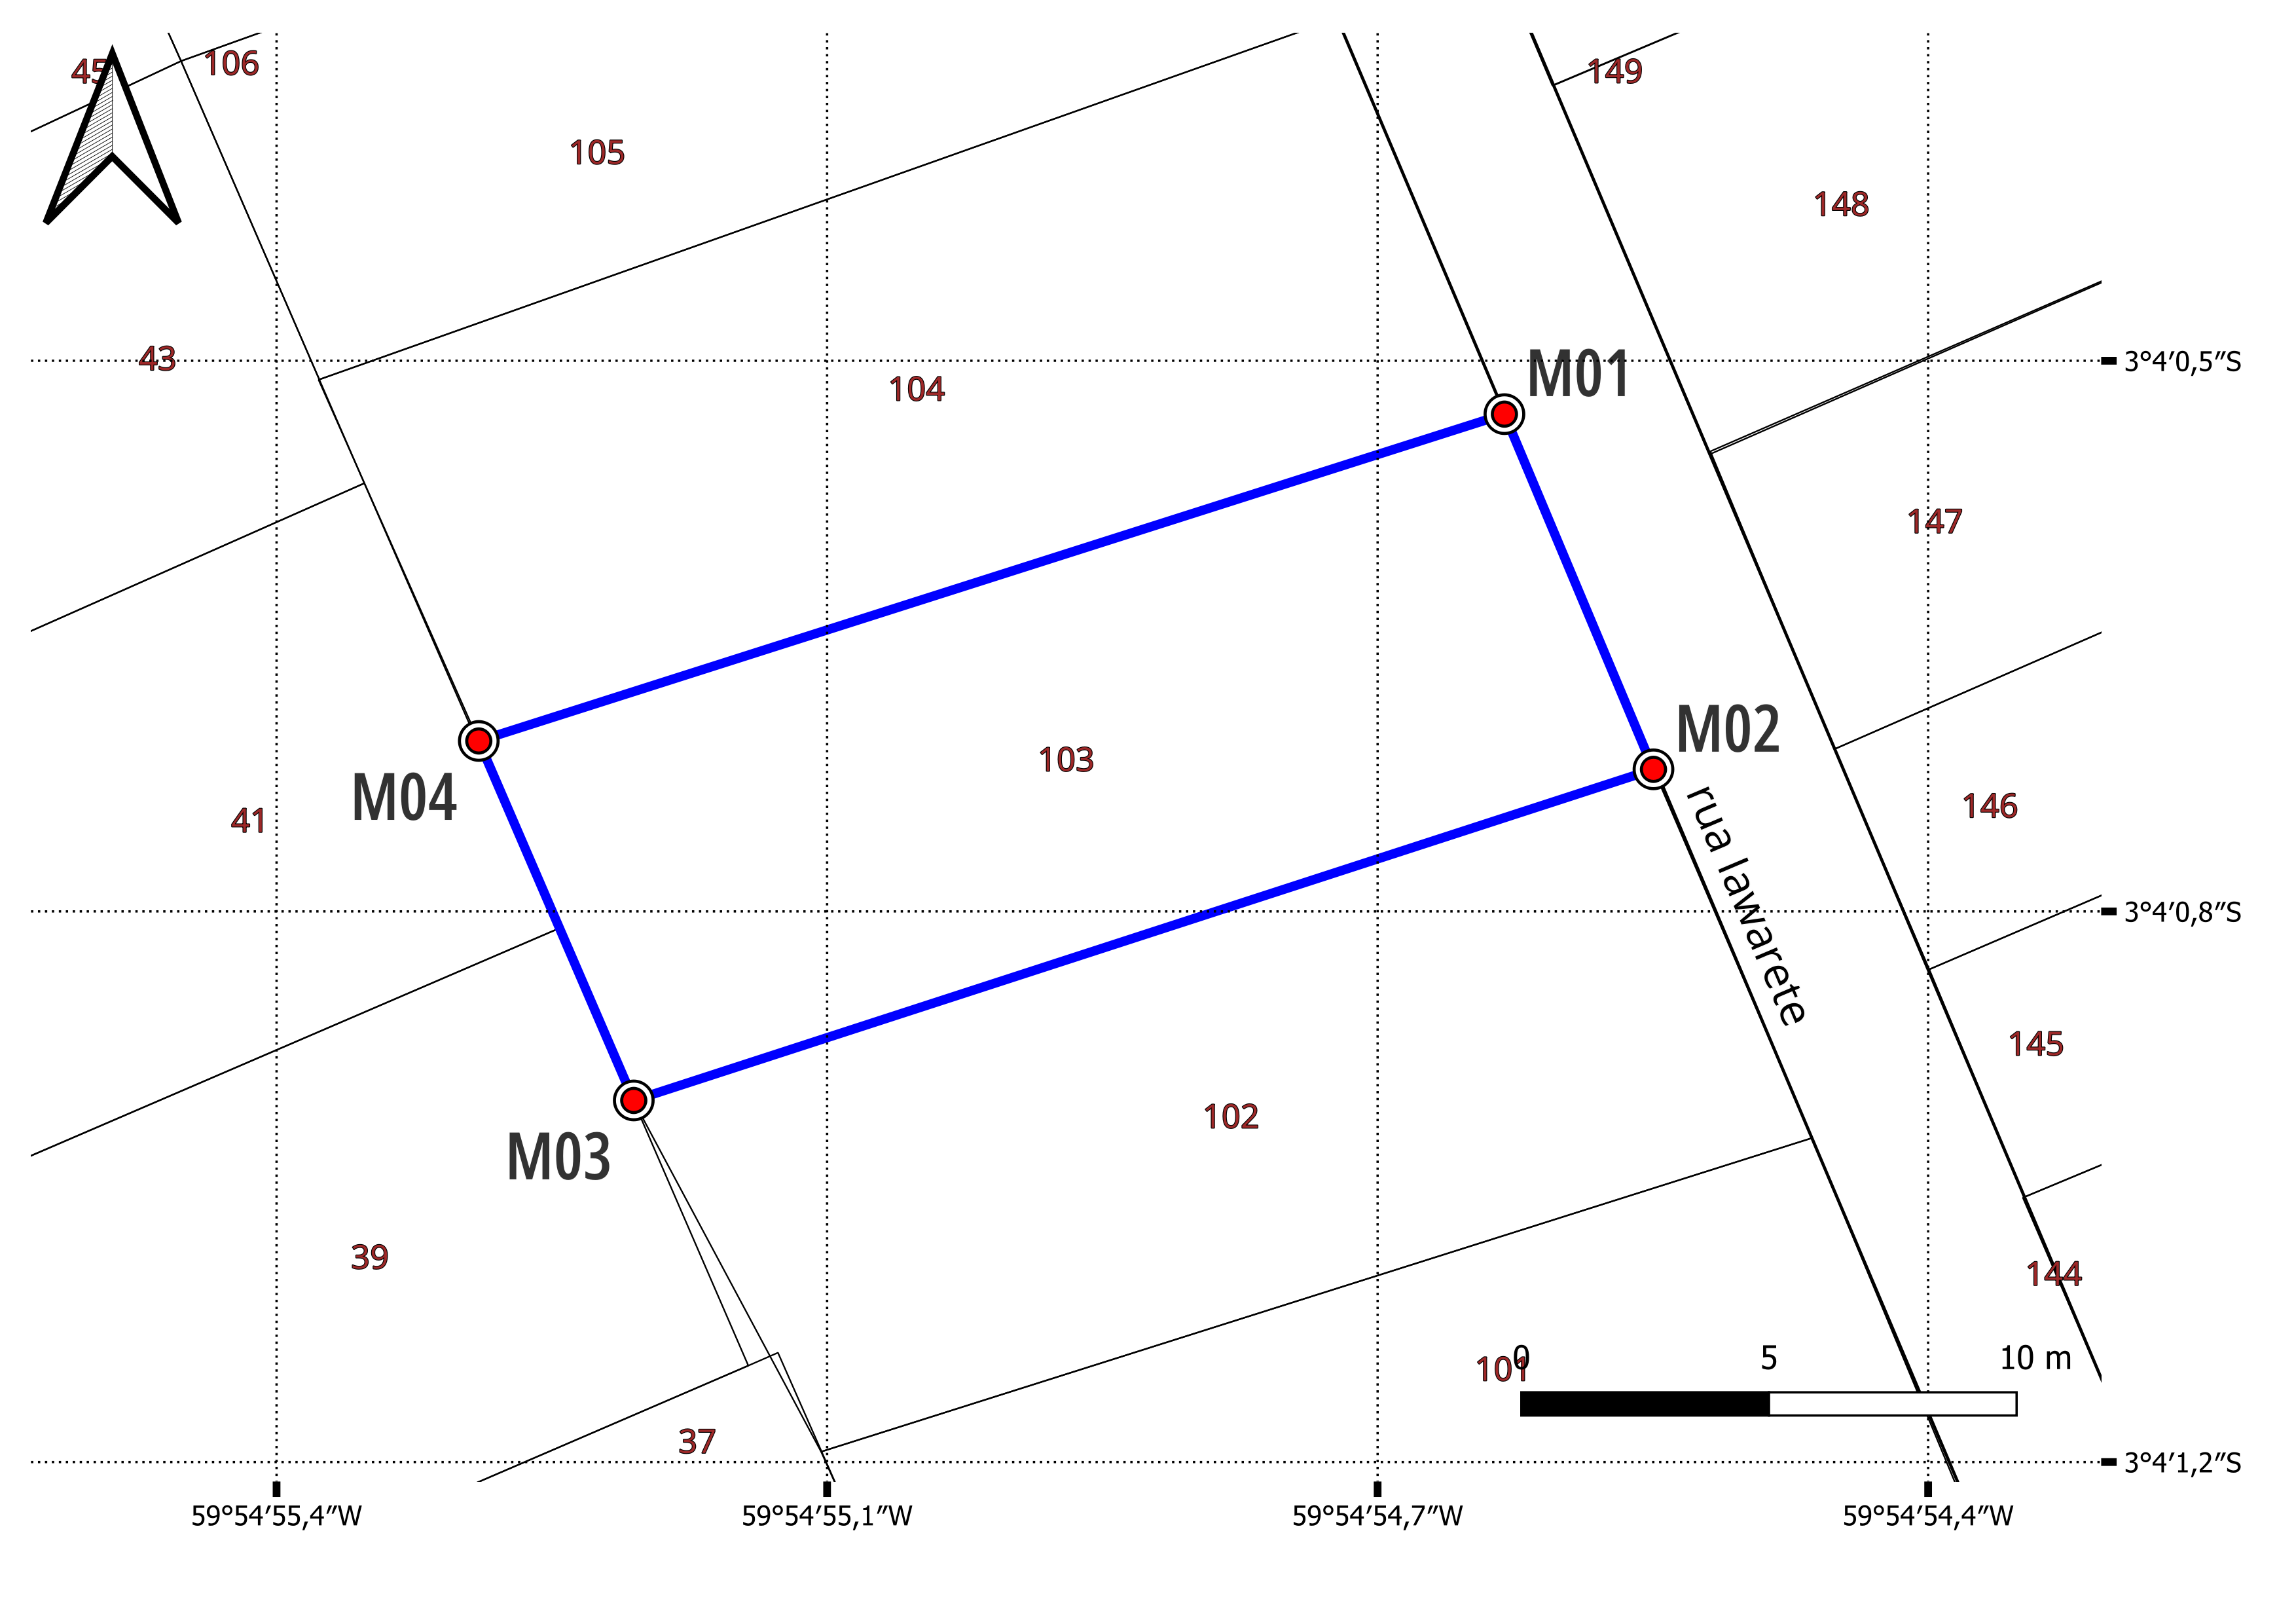 45
106
149
105
148
43
3°4′0,5″S
M01
104
147
M02
103
M04
146
41
rua lawarete
3°4′0,8″S
145
102
M03
39
144
101
0 5 10 m
37
3°4′1,2″S
59°54′55,4″W 59°54′55,1″W 59°54′54,7″W 59°54′54,4″W